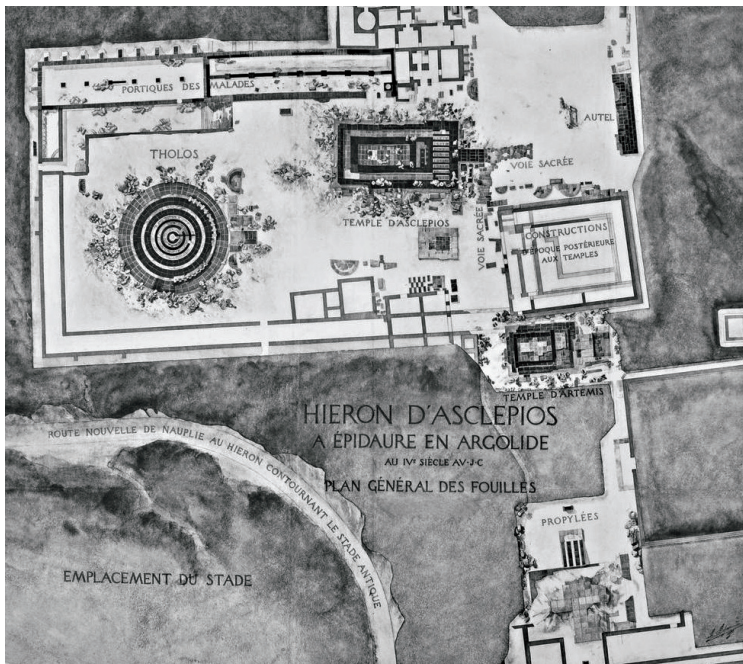 PORTIQUES DES MALADES
AUTEL
THOLOS
VOIE SACRÉE
TEMPLE D'ASCLEPIOS
VOIE SACRÉE
CONSTRUCTIONS
D'ÉPOQUE POSTÉRIEURE
AUX TEMPLES
TEMPLE D'ARTEMIS
HIERON D'ASCLEPIOS
A ÉPIDAURE EN ARGOLIDE
AU IVE SIÈCLE AV·J·C
PLAN GÉNÉRAL DES FOUILLES
ROUTE NOUVELLE DE NAUPLIE AU HIERON CONTOURNANT LE STADE ANTIQUE
PROPYLÉES
EMPLACEMENT DU STADE